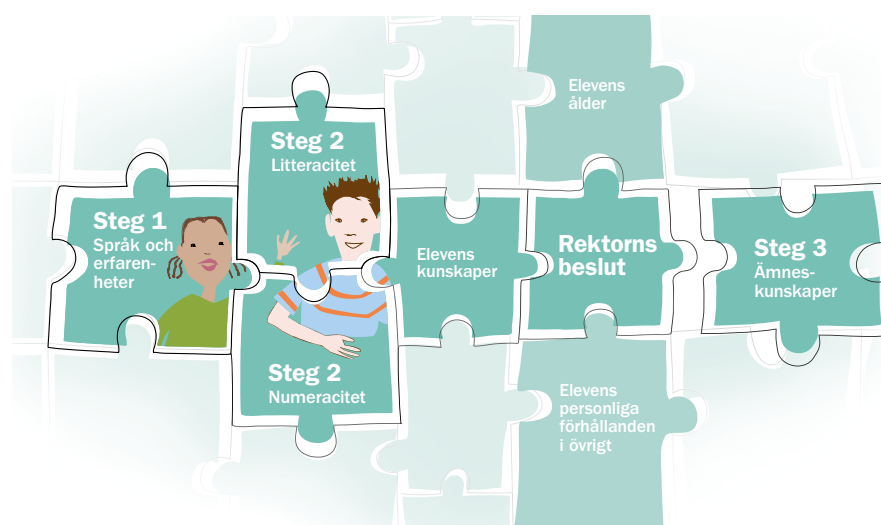 Steg 1
Språk och
erfaren-
heter
Steg 2
Litteracitet
Steg 2
Numeracitet
Elevens
kunskaper
Elevens
ålder
Rektorns
beslut
Elevens
personliga
förhållanden
i övrigt
Steg 3
Ämnes-
kunskaper